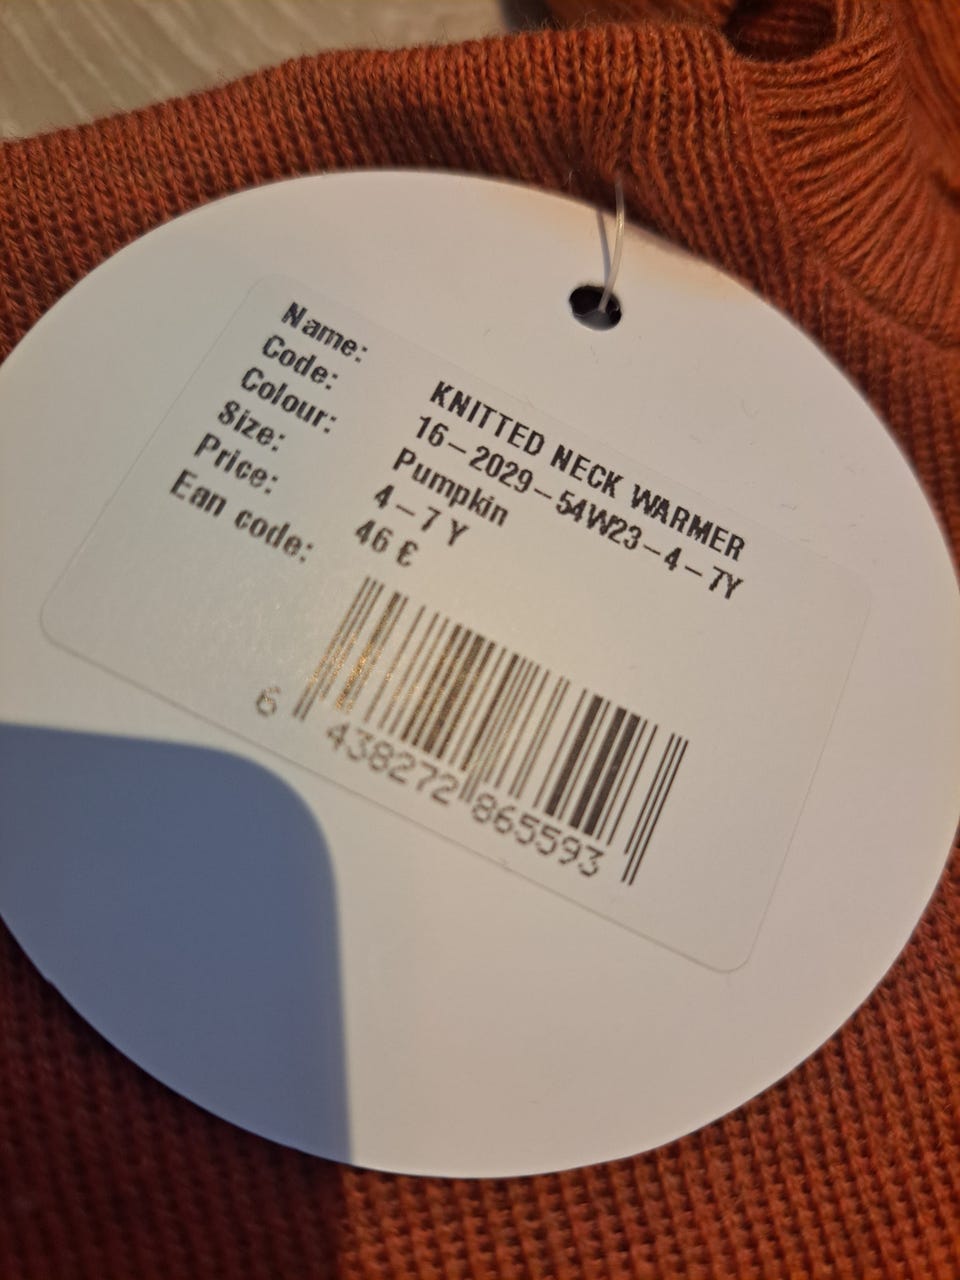 Name: KNITTED NECK WARMER
Code: 16-2029-54W23-4-7Y
Colour: Pumpkin
Size: 4-7 Y
Price: 46 €
Ean code:
6 438272 865593